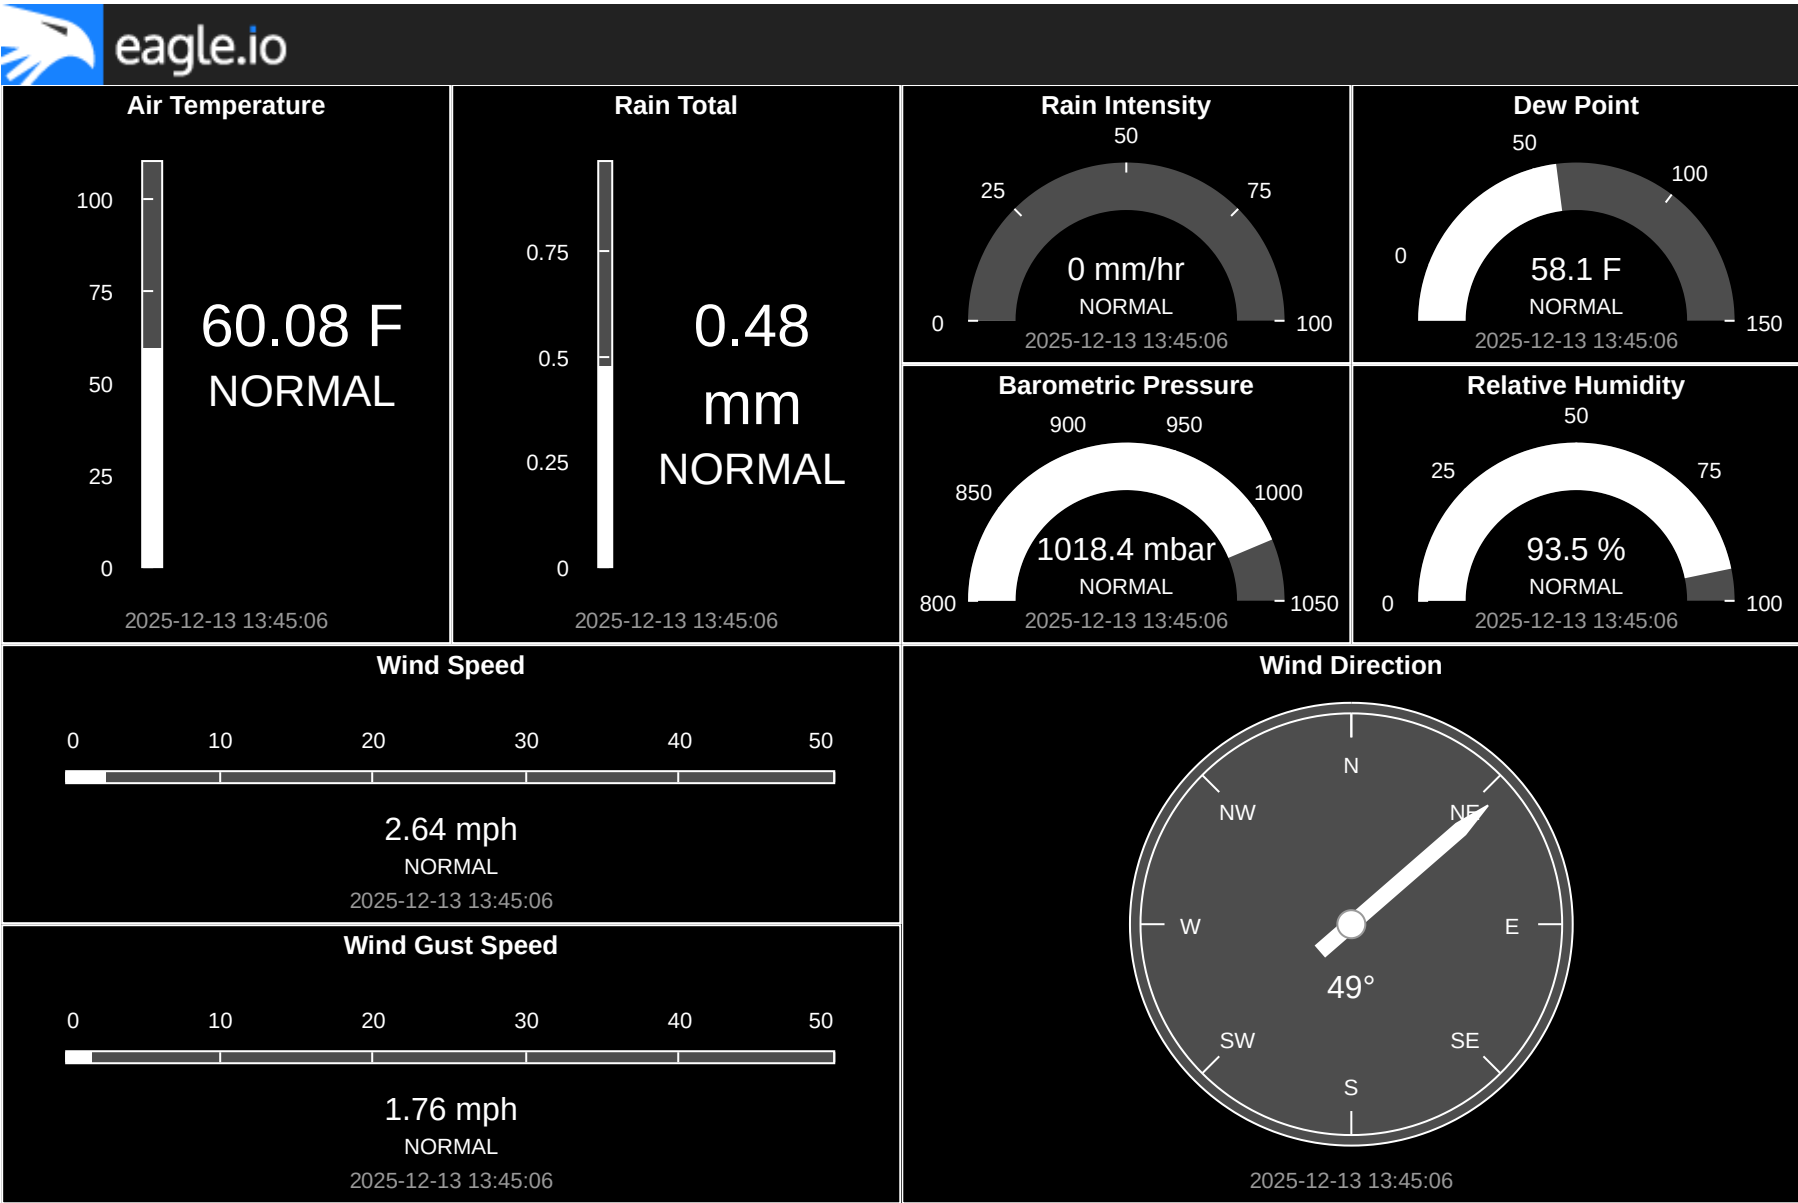 eagle.io
Air Temperature
100
75
50
25
0
60.08 F
NORMAL
2025-12-13 13:45:06
Rain Total
0.75
0.5
0.25
0
0.48
mm
NORMAL
2025-12-13 13:45:06
Rain Intensity
50
25
75
0
100
0 mm/hr
NORMAL
2025-12-13 13:45:06
Dew Point
50
100
0
150
58.1 F
NORMAL
2025-12-13 13:45:06
Barometric Pressure
900 950
850 1000
800 1050
1018.4 mbar
NORMAL
2025-12-13 13:45:06
Relative Humidity
50
25 75
0 100
93.5 %
NORMAL
2025-12-13 13:45:06
Wind Speed
0 10 20 30 40 50
2.64 mph
NORMAL
2025-12-13 13:45:06
Wind Gust Speed
0 10 20 30 40 50
1.76 mph
NORMAL
2025-12-13 13:45:06
Wind Direction
N
NW NE
W E
49°
SW SE
S
2025-12-13 13:45:06